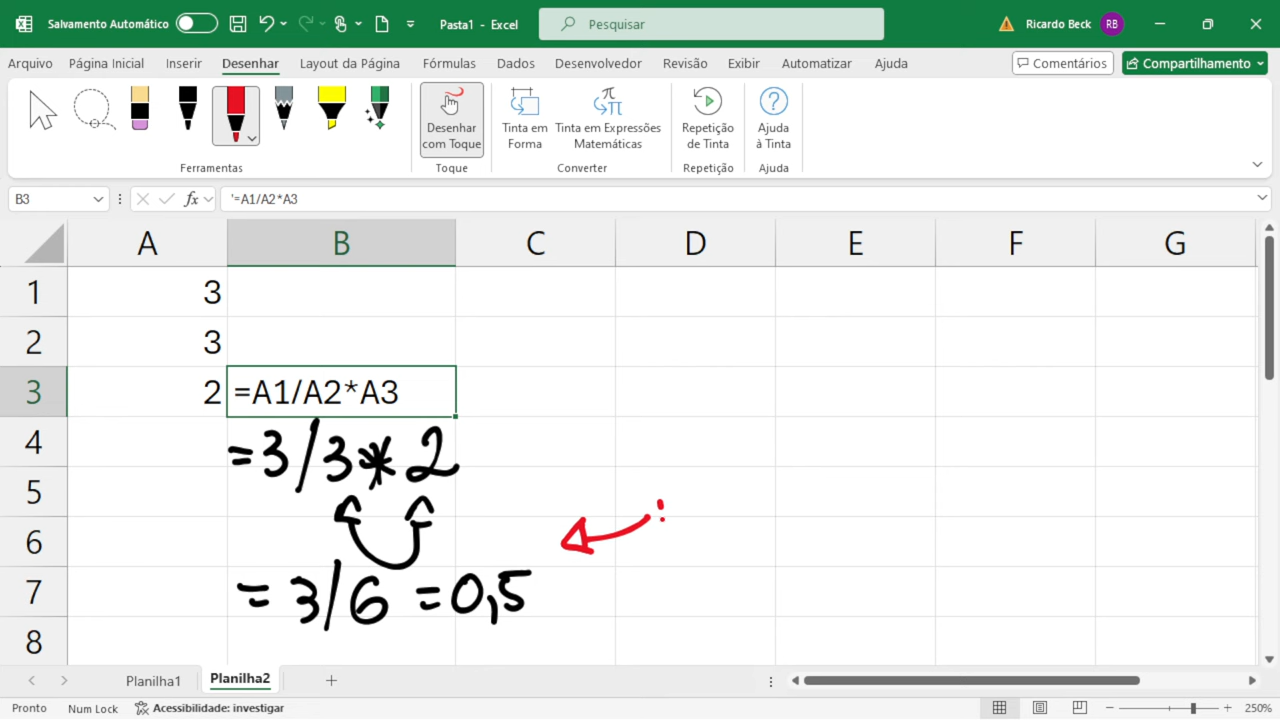 Salvamento Automático
Pasta1 - Excel
Pesquisar
Ricardo Beck
RB
Arquivo Página Inicial Inserir Desenhar Layout da Página Fórmulas Dados Desenvolvedor Revisão Exibir Automatizar Ajuda
Comentários
Compartilhamento
Desenhar com Toque
Tinta em Forma
Tinta em Expressões Matemáticas
Repetição de Tinta
Ajuda à Tinta
Ferramentas Toque Converter Repetição Ajuda
B3 fx '=A1/A2*A3
A B C D E F G
1 3
2 3
3 2 =A1/A2*A3
4 =3/3*2
5
6
7 =3/6 =0,5
8
Planilha1 Planilha2 +
Pronto Num Lock Acessibilidade: investigar 250%